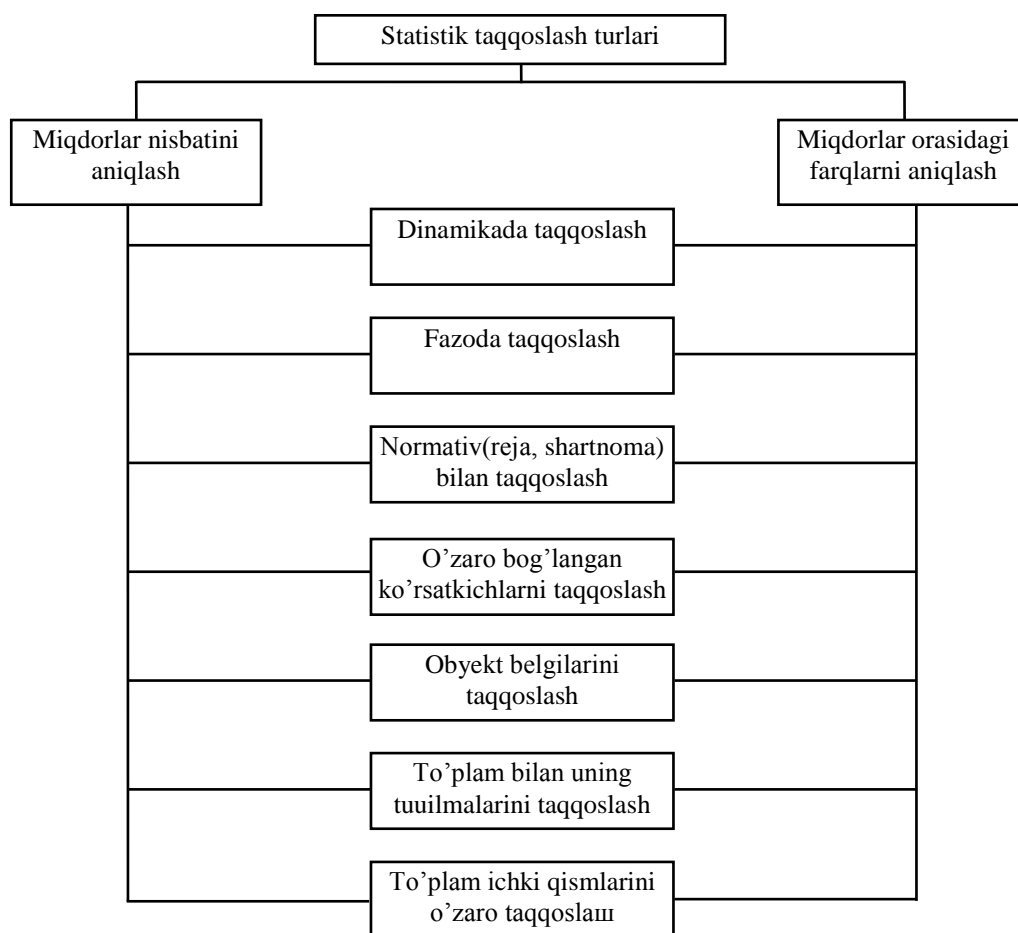 Statistik taqqoslash turlari
Miqdorlar nisbatini
aniqlash
Miqdorlar orasidagi
farqlarni aniqlash
Dinamikada taqqoslash
Fazoda taqqoslash
Normativ(reja, shartnoma)
bilan taqqoslash
O’zaro bog’langan
ko’rsatkichlarni taqqoslash
Obyekt belgilarini
taqqoslash
To’plam bilan uning
tuuilmalarini taqqoslash
To’plam ichki qismlarini
o’zaro taqqoslaш